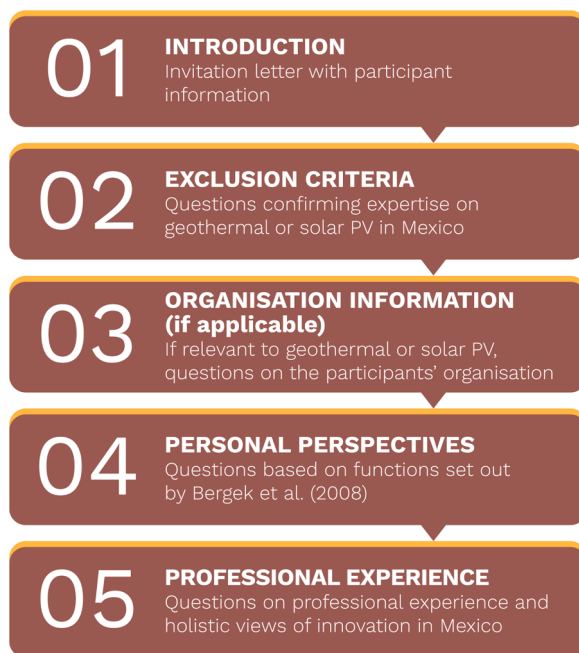 01
INTRODUCTION
Invitation letter with participant
information
02
EXCLUSION CRITERIA
Questions confirming expertise on
geothermal or solar PV in Mexico
03
ORGANISATION INFORMATION
(if applicable)
If relevant to geothermal or solar PV,
questions on the participants' organisation
04
PERSONAL PERSPECTIVES
Questions based on functions set out
by Bergek et al. (2008)
05
PROFESSIONAL EXPERIENCE
Questions on professional experience and
holistic views of innovation in Mexico